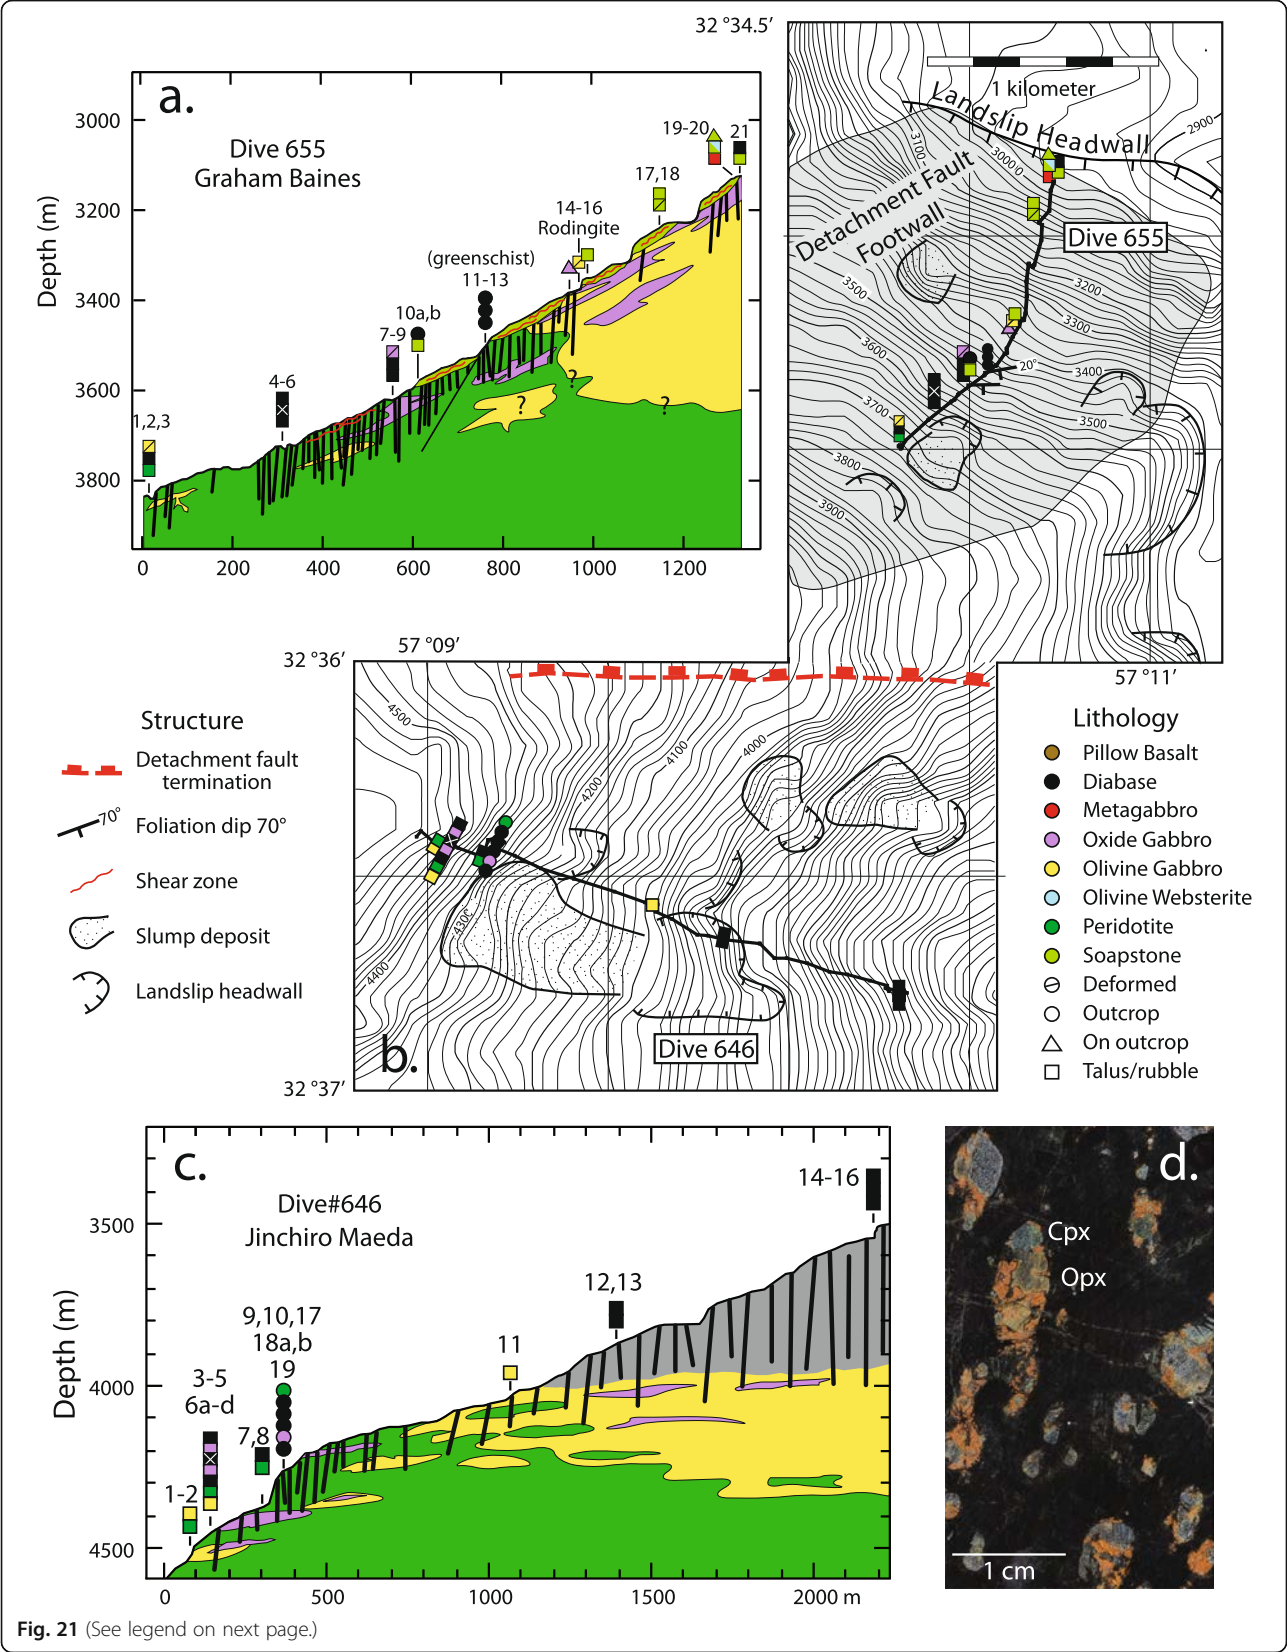 a.
Dive 655
Graham Baines
Depth (m)
3000
3200
3400
3600
3800
0
200
400
600
800
1000
1200
1,2,3
4-6
7-9
10a,b
(greenschist)
11-13
14-16
Rodingite
17,18
19-20
21
?
?
?
32 °34.5′
1 kilometer
Landslip Headwall
Detachment Fault
Footwall
Dive 655
2900
3100
3000
3200
3300
3400
3500
3500
3600
3700
3800
3900
20°
57 °11′
57 °09′
32 °36′
32 °37′
4500
4400
4300
4200
4100
4000
b.
Dive 646
Structure
Detachment fault
termination
70°
Foliation dip 70°
Shear zone
Slump deposit
Landslip headwall
Lithology
Pillow Basalt
Diabase
Metagabbro
Oxide Gabbro
Olivine Gabbro
Olivine Websterite
Peridotite
Soapstone
Deformed
Outcrop
On outcrop
Talus/rubble
c.
Dive#646
Jinchiro Maeda
Depth (m)
3500
4000
4500
0
500
1000
1500
2000 m
1-2
3-5
6a-d
7,8
9,10,17
18a,b
19
11
12,13
14-16
d.
Cpx
Opx
1 cm
Fig. 21 (See legend on next page.)